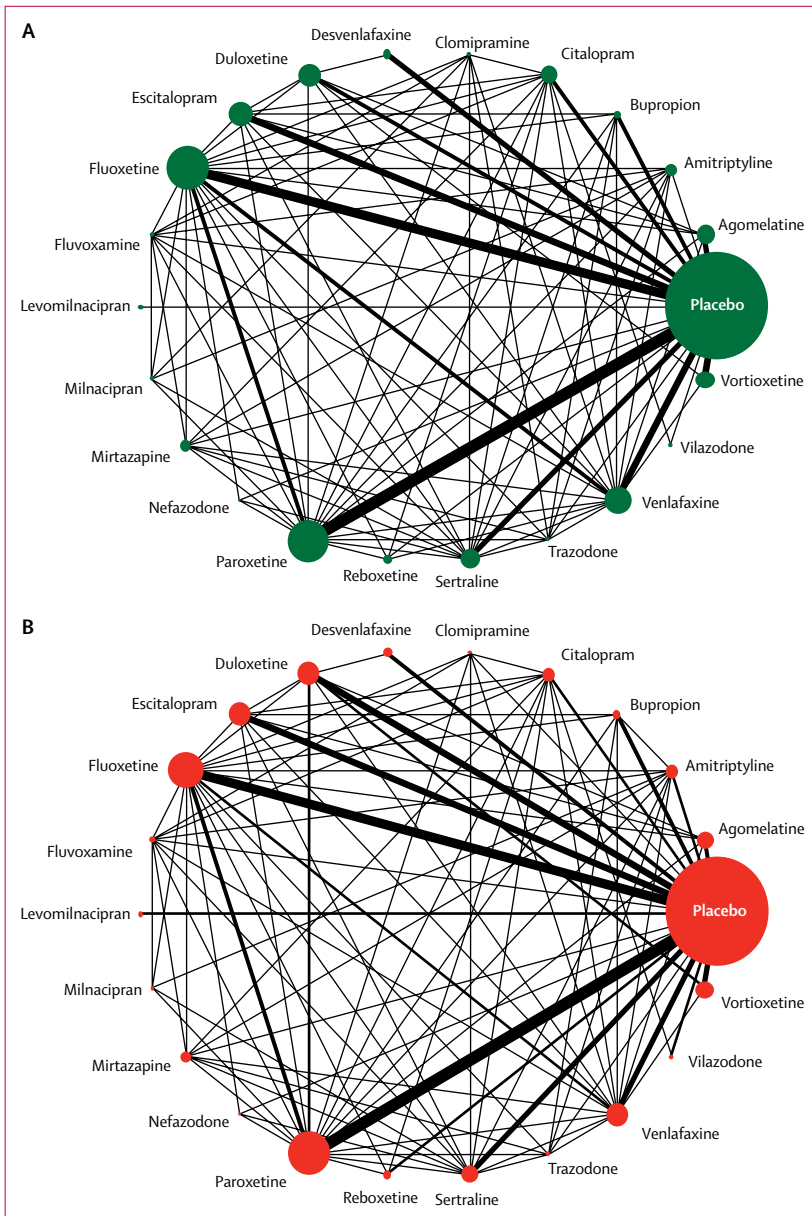 A
Desvenlafaxine
Clomipramine
Duloxetine
Citalopram
Escitalopram
Bupropion
Fluoxetine
Amitriptyline
Fluvoxamine
Agomelatine
Levomilnacipran
Placebo
Milnacipran
Vortioxetine
Mirtazapine
Vilazodone
Nefazodone
Venlafaxine
Paroxetine
Trazodone
Reboxetine
Sertraline
B
Desvenlafaxine
Clomipramine
Duloxetine
Citalopram
Escitalopram
Bupropion
Fluoxetine
Amitriptyline
Fluvoxamine
Agomelatine
Levomilnacipran
Placebo
Milnacipran
Vortioxetine
Mirtazapine
Vilazodone
Nefazodone
Venlafaxine
Paroxetine
Trazodone
Reboxetine
Sertraline